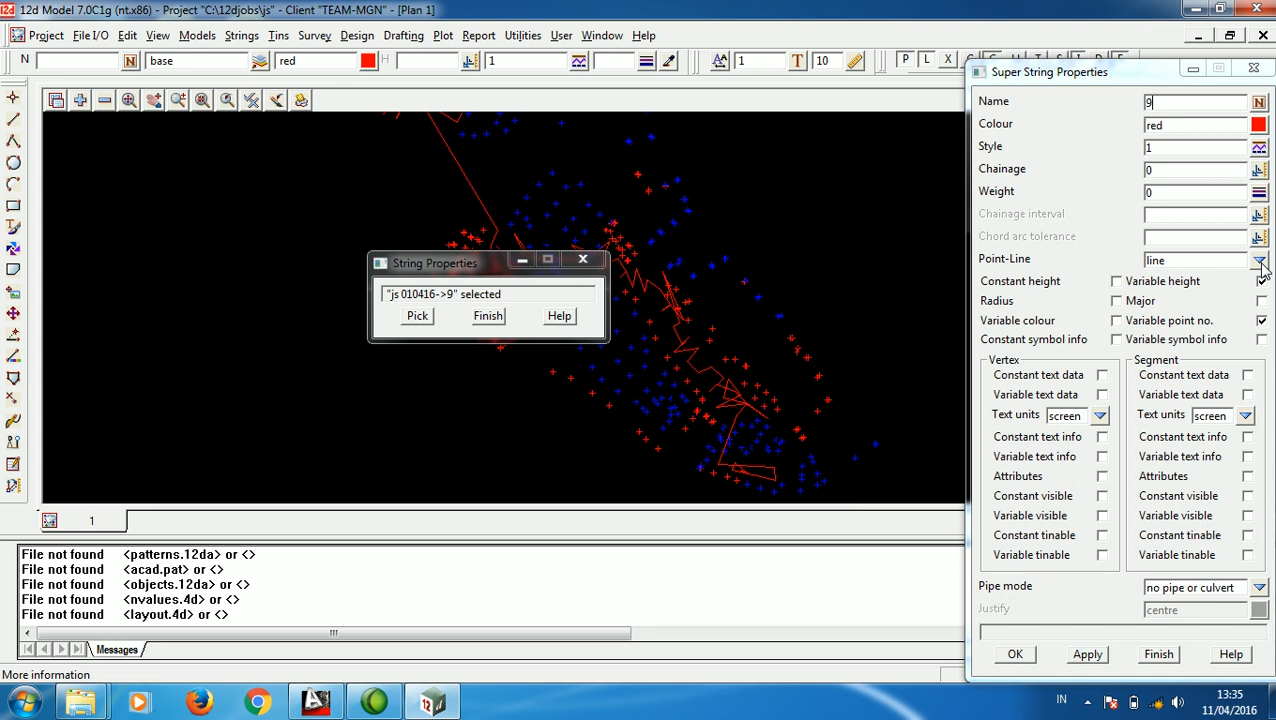 12d Model 7.0C1g (nt.x86) - Project "C:\12djobs\js" - Client "TEAM-MGN" - [Plan 1]
Project File I/O Edit View Models Strings Tins Survey Design Drafting Plot Report Utilities User Window Help
N base red H 1 1 T 10 P L X
Super String Properties
Name 9 N
Colour red
Style 1
Chainage 0
Weight 0
Chainage interval
Chord arc tolerance
Point-Line line
Constant height Variable height
Radius Major
Variable colour Variable point no.
Constant symbol info Variable symbol info
Vertex Segment
Constant text data Constant text data
Variable text data Variable text data
Text units screen Text units screen
Constant text info Constant text info
Variable text info Variable text info
Attributes Attributes
Constant visible Constant visible
Variable visible Variable visible
Constant tinable Constant tinable
Variable tinable Variable tinable
Pipe mode no pipe or culvert
Justify centre
OK Apply Finish Help
String Properties
"js 010416->9" selected
Pick Finish Help
1
File not found <patterns.12da> or <>
File not found <acad.pat> or <>
File not found <objects.12da> or <>
File not found <nvalues.4d> or <>
File not found <layout.4d> or <>
Messages
More information
IN 13:35
11/04/2016